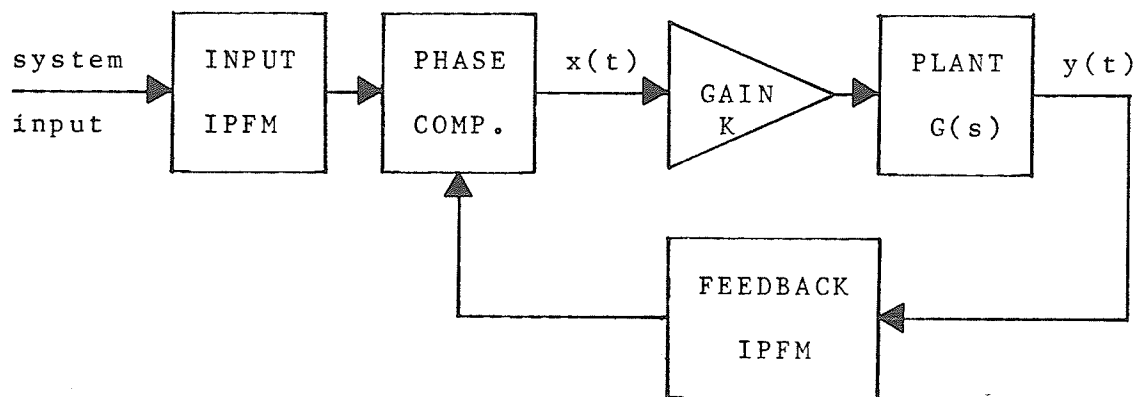 system
input
INPUT
IPFM
PHASE
COMP.
x(t)
GAIN
K
PLANT
G(s)
y(t)
FEEDBACK
IPFM